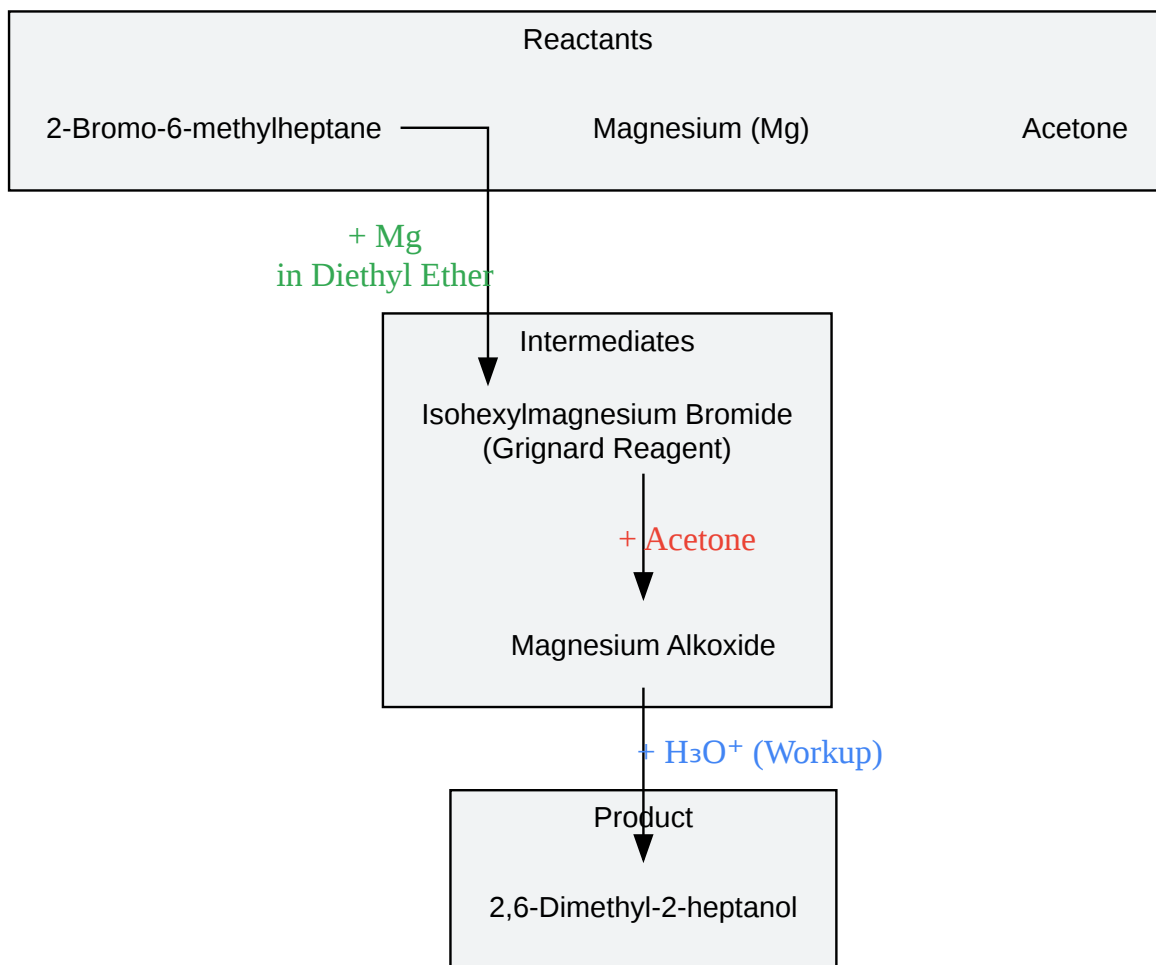 Reactants
2-Bromo-6-methylheptane
Magnesium (Mg)
Acetone
+ Mg
in Diethyl Ether
Intermediates
Isohexylmagnesium Bromide
(Grignard Reagent)
+ Acetone
Magnesium Alkoxide
+ H₃O⁺ (Workup)
Product
2,6-Dimethyl-2-heptanol